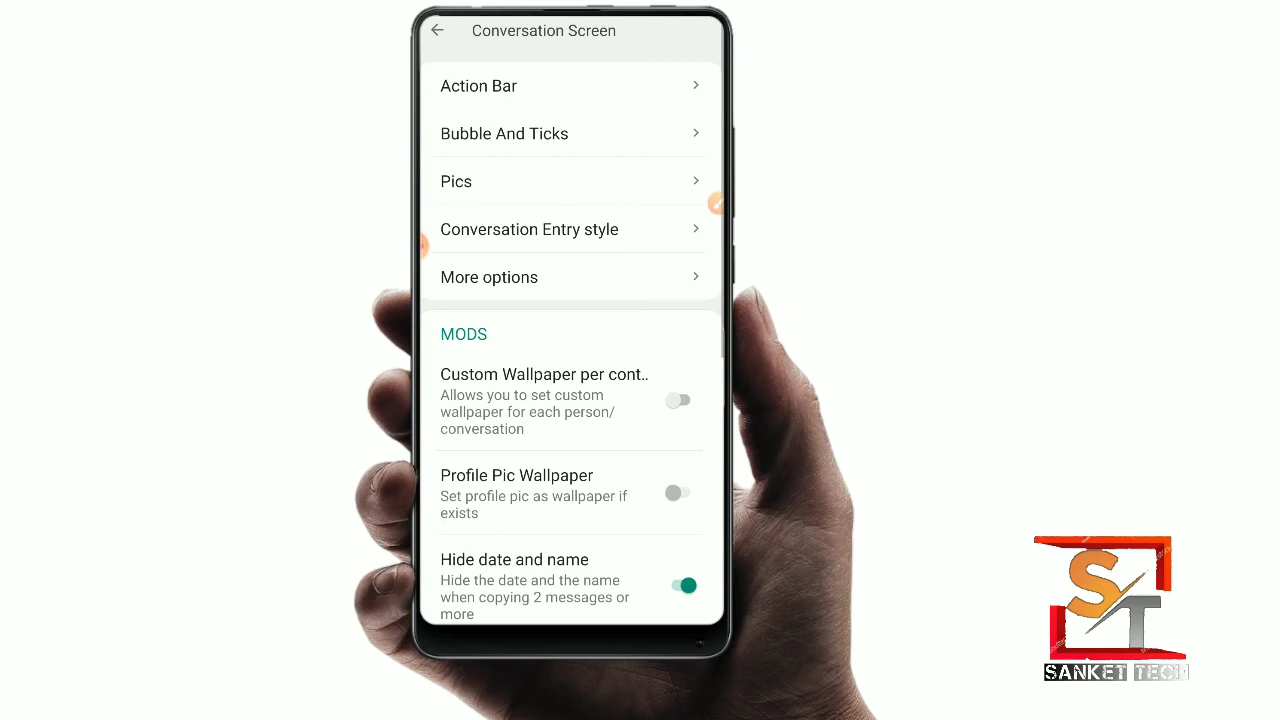 Conversation Screen
Action Bar
Bubble And Ticks
Pics
Conversation Entry style
More options
MODS
Custom Wallpaper per cont..
Allows you to set custom
wallpaper for each person/
conversation
Profile Pic Wallpaper
Set profile pic as wallpaper if
exists
Hide date and name
Hide the date and the name
when copying 2 messages or
more
ST
SANKET TECH